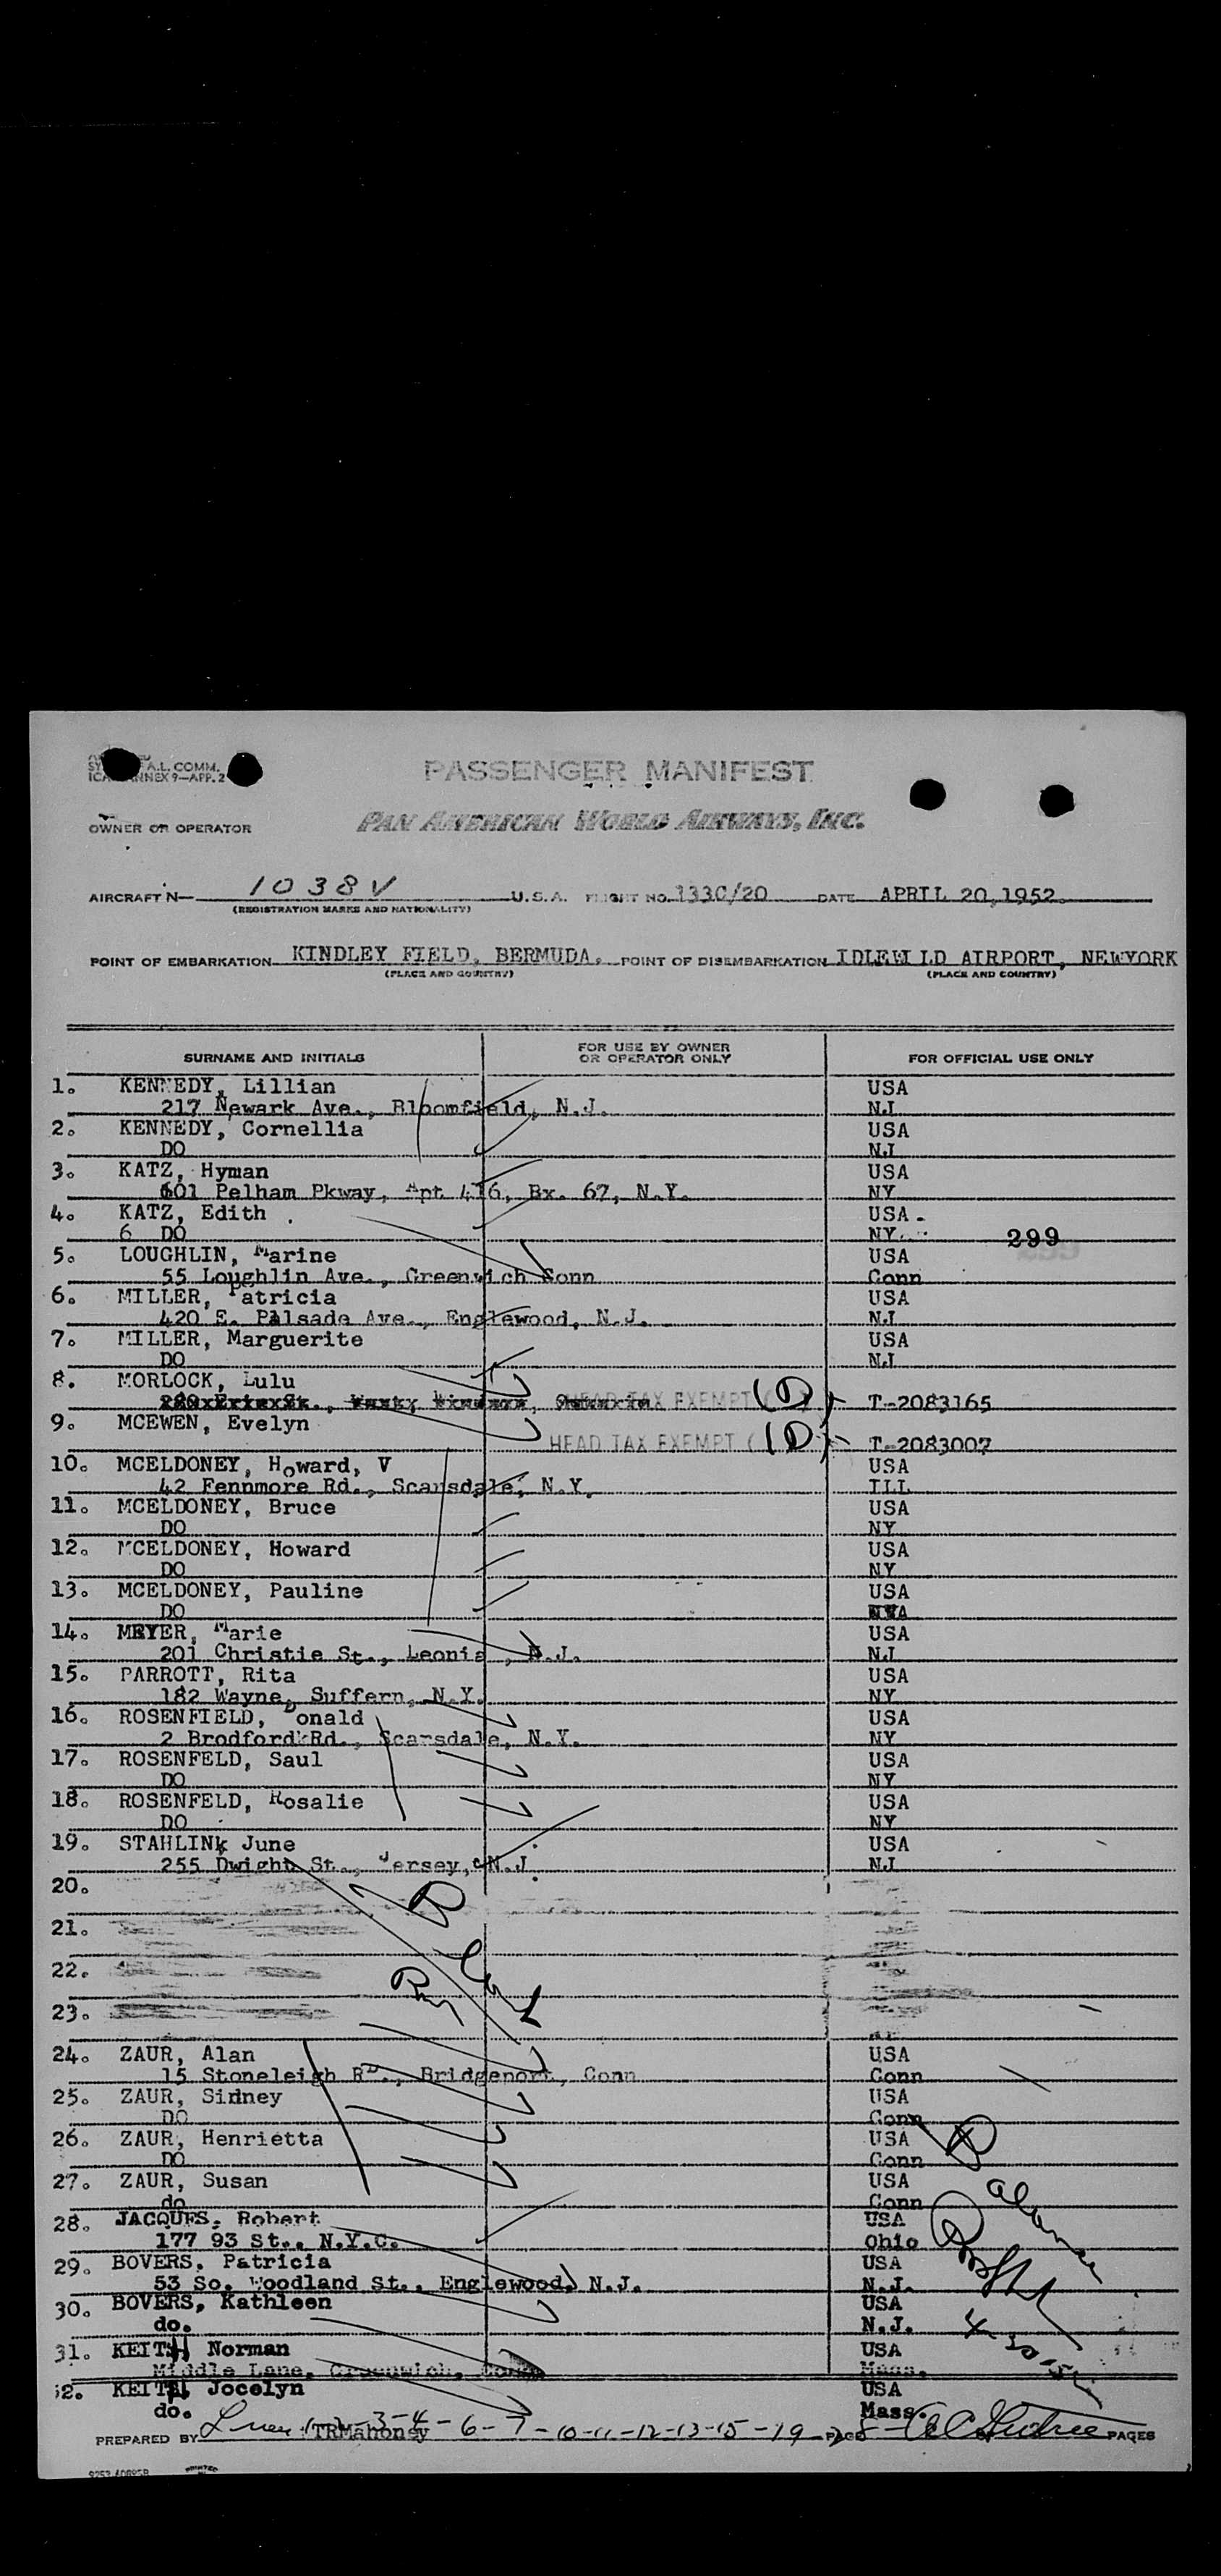 A.L. COMM.
ANNEX 9—APP. 2
PASSENGER MANIFEST
OWNER OR OPERATOR
PAN AMERICAN WORLD AIRWAYS, INC.
AIRCRAFT N— 1038V U.S.A. FLIGHT NO. 133C/20 DATE APRIL 20,1952.
(REGISTRATION MARKS AND NATIONALITY)
POINT OF EMBARKATION KINDLEY FIELD, BERMUDA. POINT OF DISEMBARKATION IDLEWILD AIRPORT, NEWYORK
(PLACE AND COUNTRY) (PLACE AND COUNTRY)
SURNAME AND INITIALS FOR USE BY OWNER OR OPERATOR ONLY FOR OFFICIAL USE ONLY
1. KENNEDY, Lillian USA
217 Newark Ave., Bloomfield, N.J. NJ
2. KENNEDY, Cornellia USA
DO NJ
3. KATZ, Hyman USA
601 Pelham Pkway, Apt 416, Bx. 67, N.Y. NY
4. KATZ, Edith USA
6 DO NY 299
5. LOUGHLIN, Marine USA
55 Loughlin Ave., Greenwich Conn Conn
6. MILLER, Patricia USA
420 E. Palsade Ave., Englewood, N.J. NJ
7. MILLER, Marguerite USA
DO NJ
8. MORLOCK, Lulu
HEAD TAX EXEMPT (1D) T-2083165
9. MCEWEN, Evelyn
HEAD TAX EXEMPT (1D) T-2083007
10. MCELDONEY, Howard, V USA
42 Fennmore Rd., Scarsdale, N.Y. ILL
11. MCELDONEY, Bruce USA
DO NY
12. MCELDONEY, Howard USA
DO NY
13. MCELDONEY, Pauline USA
DO
14. MEYER, Marie USA
201 Christie St., Leonia, N.J. NJ
15. PARROTT, Rita USA
182 Wayne, Suffern, N.Y. NY
16. ROSENFIELD, Donald USA
2 Brodford Rd., Scarsdale, N.Y. NY
17. ROSENFELD, Saul USA
DO NY
18. ROSENFELD, Rosalie USA
DO NY
19. STAHLINk June USA
255 Dwight St., Jersey, N.J. NJ
20.
21.
22.
23.
24. ZAUR, Alan USA
15 Stoneleigh RD., Bridgeport, Conn Conn
25. ZAUR, Sidney USA
DO Conn
26. ZAUR, Henrietta USA
DO Conn
27. ZAUR, Susan USA
do Conn
28. JACQUES, Robert USA
177 93 St., N.Y.C. Ohio
29. BOVERS, Patricia USA
53 So. Woodland St., Englewood, N.J. N.J.
30. BOVERS, Kathleen USA
do. N.J.
31. KEITH Norman USA
Middle Lane, Greenwich, Conn Mass.
32. KEITH Jocelyn USA
do. Mass.
PREPARED BY TRMahoney 3-4-6-7-10-11-12-13-15-19 PAGES